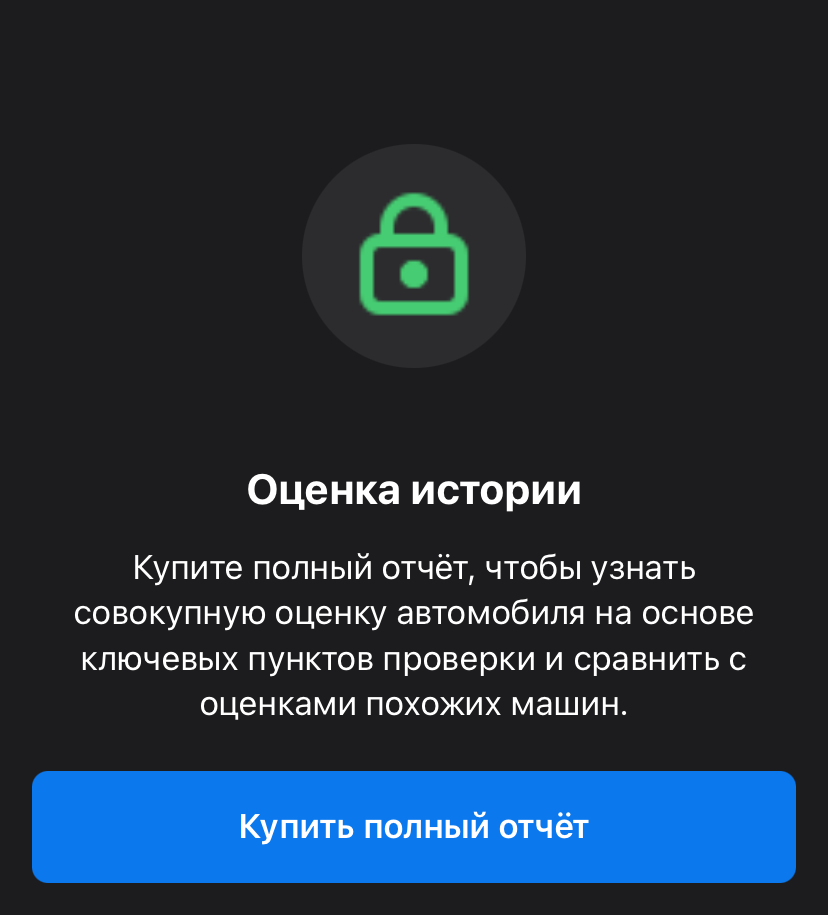 Оценка истории
Купите полный отчёт, чтобы узнать
совокупную оценку автомобиля на основе
ключевых пунктов проверки и сравнить с
оценками похожих машин.
Купить полный отчёт